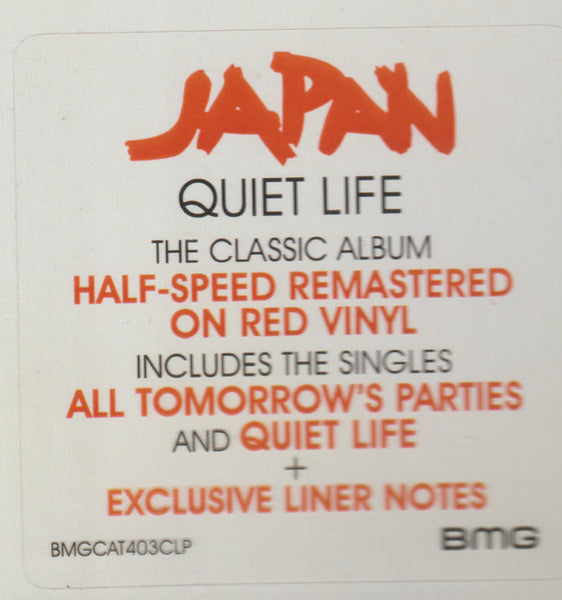 JAPAN
QUIET LIFE
THE CLASSIC ALBUM
HALF-SPEED REMASTERED
ON RED VINYL
INCLUDES THE SINGLES
ALL TOMORROW'S PARTIES
AND QUIET LIFE
+
EXCLUSIVE LINER NOTES
BMGCAT403CLP
BMG